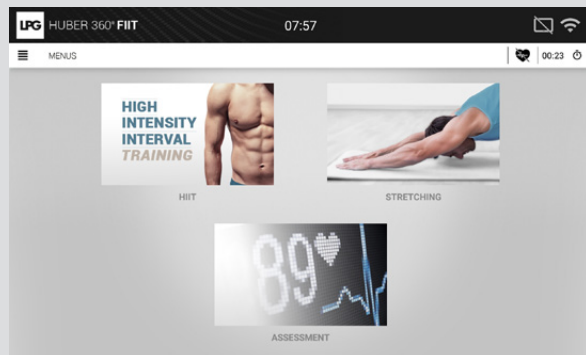 LPG HUBER 360° FIIT 07:57
MENUS 00:23
HIGH
INTENSITY
INTERVAL
TRAINING
HIIT
STRETCHING
89
ASSESSMENT